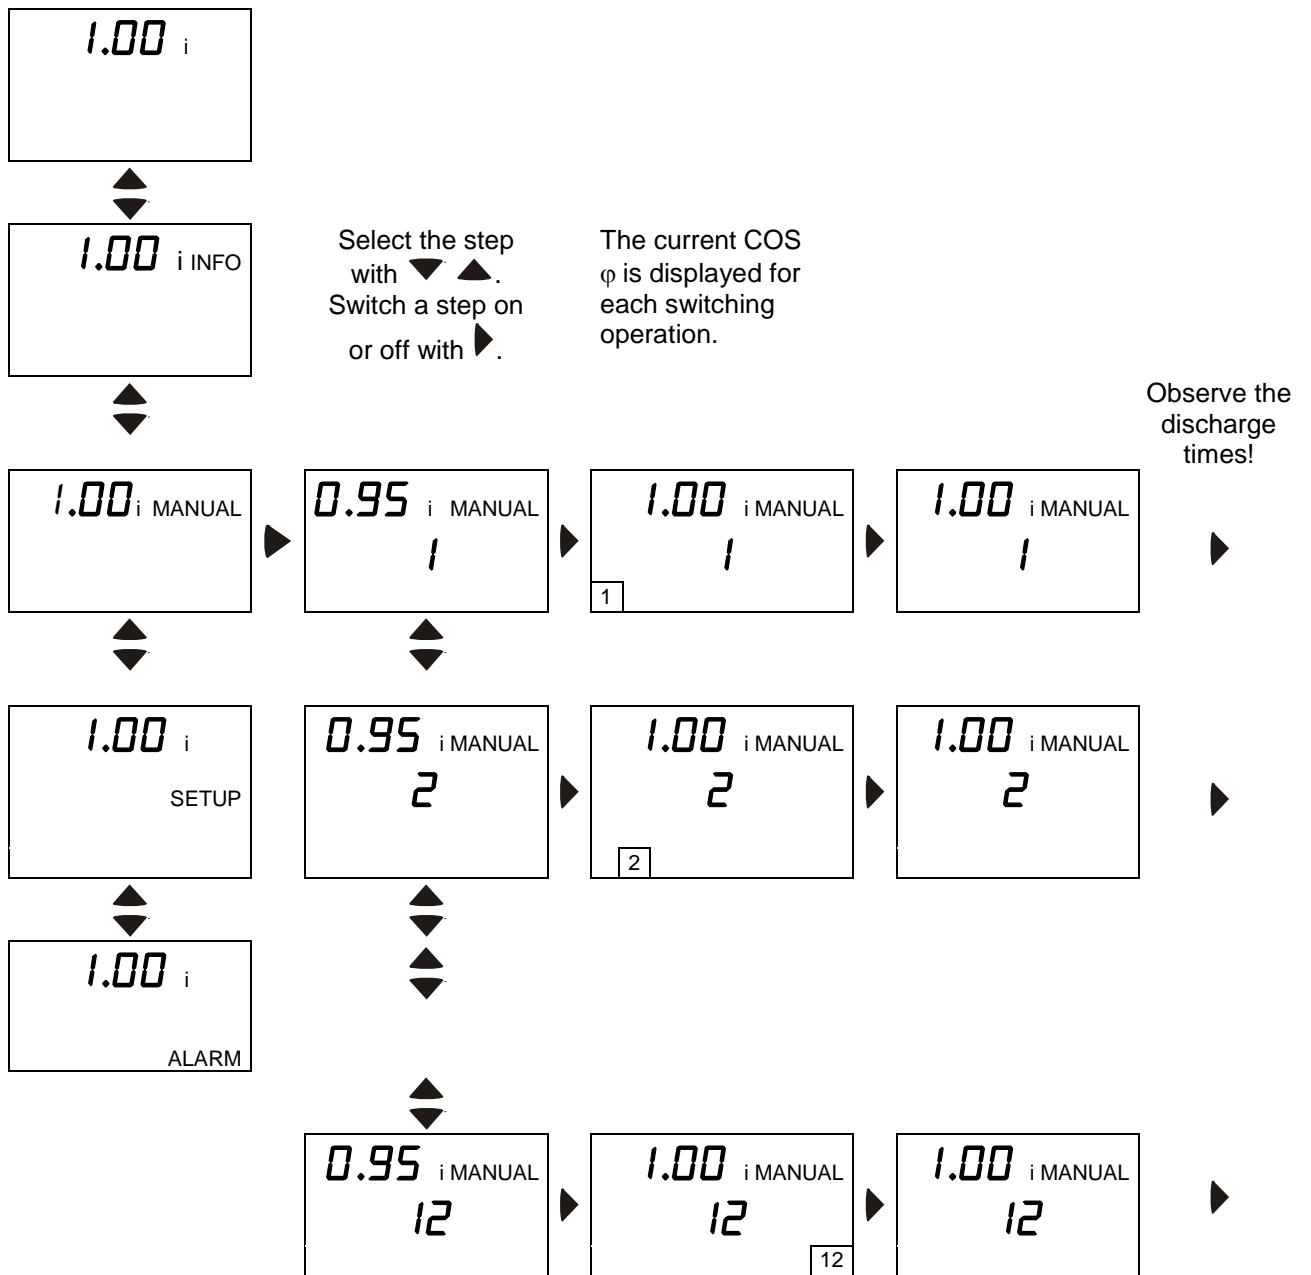 1.00 i
1.00 i INFO
Select the step
with ▼ ▲.
Switch a step on
or off with ▶.
The current COS
φ is displayed for
each switching
operation.
Observe the
discharge
times!
1.00 i MANUAL
0.95 i MANUAL
1
1.00 i MANUAL
1
1
1.00 i MANUAL
1
1.00 i
SETUP
0.95 i MANUAL
2
1.00 i MANUAL
2
2
1.00 i MANUAL
2
1.00 i
ALARM
0.95 i MANUAL
12
1.00 i MANUAL
12
12
1.00 i MANUAL
12